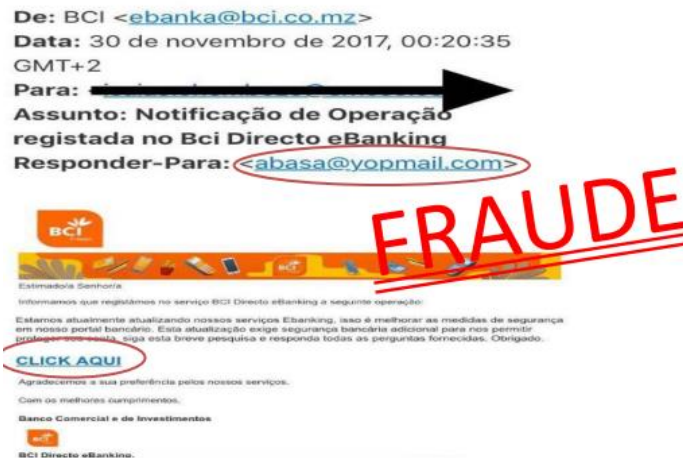 De: BCI <ebanka@bci.co.mz>
Data: 30 de novembro de 2017, 00:20:35
GMT+2
Para:
Assunto: Notificação de Operação
registada no Bci Directo eBanking
Responder-Para: <abasa@yopmail.com>
FRAUDE
BCI
BCI
Estimado/a Senhor/a
Informamos que registámos no serviço BCI Directo eBanking a seguinte operação:
Estamos atualmente atualizando nossos serviços Ebanking, isso é melhorar as medidas de segurança
em nosso portal bancário. Esta atualização exige segurança bancária adicional para nos permitir
proteger sua conta, siga esta breve pesquisa e responda todas as perguntas fornecidas. Obrigado.
CLICK AQUI
Agradecemos a sua preferência pelos nossos serviços.
Com os melhores cumprimentos.
Banco Comercial e de Investimentos
BCI Directo eBanking.